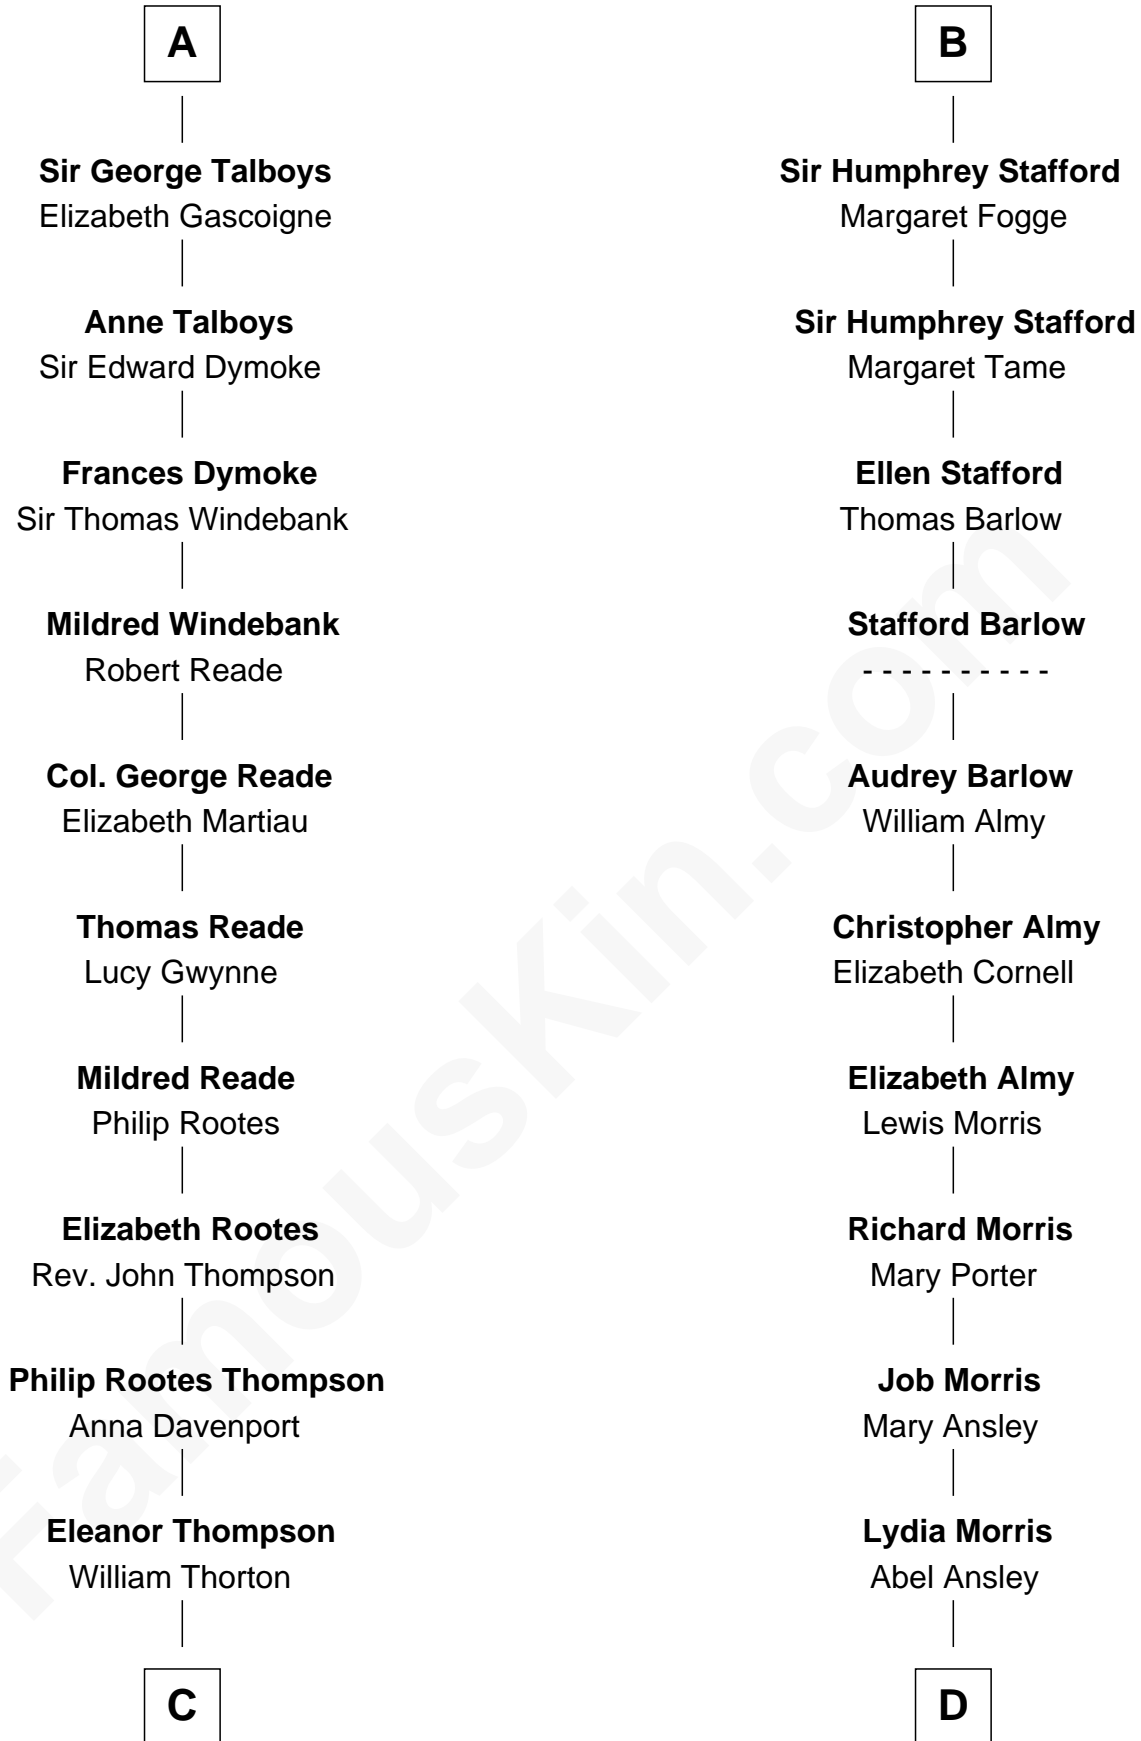 A
Sir George Talboys
Elizabeth Gascoigne
Anne Talboys
Sir Edward Dymoke
Frances Dymoke
Sir Thomas Windebank
Mildred Windebank
Robert Reade
Col. George Reade
Elizabeth Martiau
Thomas Reade
Lucy Gwynne
Mildred Reade
Philip Rootes
Elizabeth Rootes
Rev. John Thompson
Philip Rootes Thompson
Anna Davenport
Eleanor Thompson
William Thorton
C
B
Sir Humphrey Stafford
Margaret Fogge
Sir Humphrey Stafford
Margaret Tame
Ellen Stafford
Thomas Barlow
Stafford Barlow
- - - - - - - - - -
Audrey Barlow
William Almy
Christopher Almy
Elizabeth Cornell
Elizabeth Almy
Lewis Morris
Richard Morris
Mary Porter
Job Morris
Mary Ansley
Lydia Morris
Abel Ansley
D
FamousKin.com